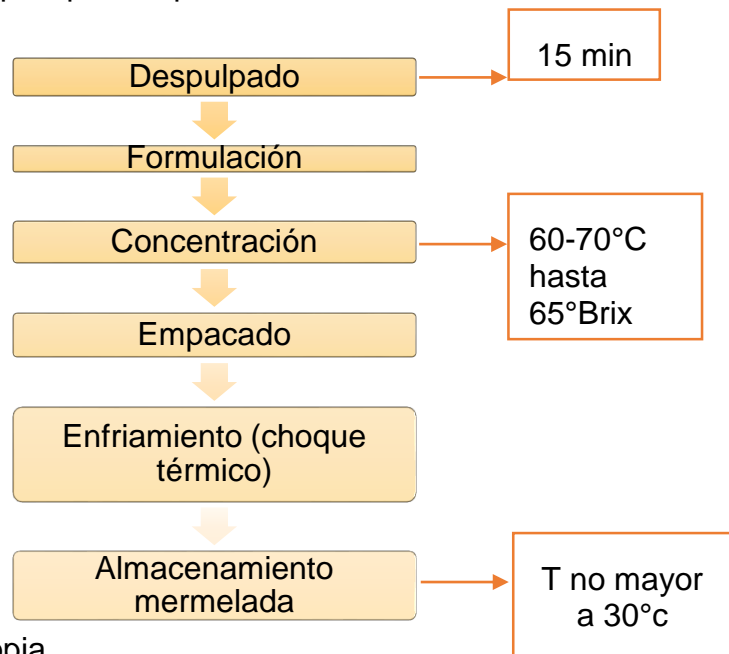 Despulpado
15 min
Formulación
Concentración
60-70°C
hasta
65°Brix
Empacado
Enfriamiento (choque
térmico)
Almacenamiento
mermelada
T no mayor
a 30°c